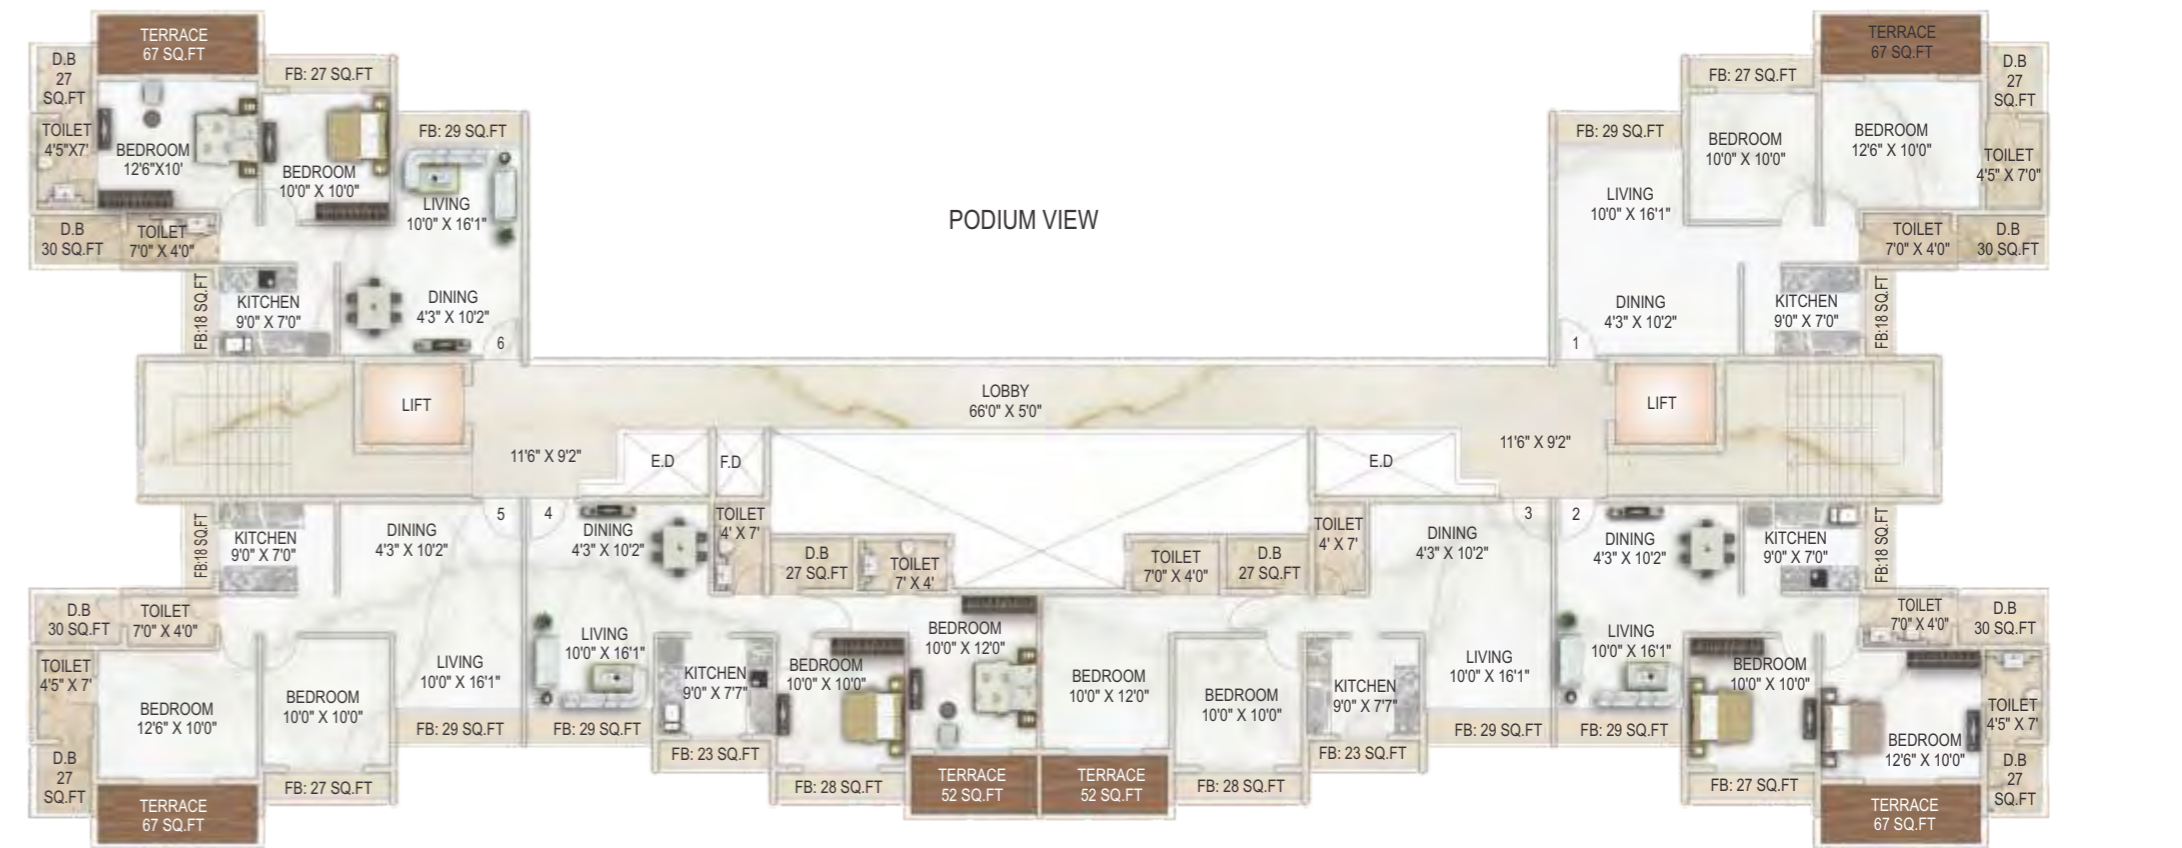 TERRACE
67 SQ.FT
D.B
27
SQ.FT
FB: 27 SQ.FT
TOILET
4'5"X7'
BEDROOM
12'6"X10'
BEDROOM
10'0" X 10'0"
FB: 29 SQ.FT
LIVING
10'0" X 16'1"
D.B
30 SQ.FT
TOILET
7'0" X 4'0"
FB:18 SQ.FT
KITCHEN
9'0" X 7'0"
DINING
4'3" X 10'2"
6
PODIUM VIEW
TERRACE
67 SQ.FT
D.B
27
SQ.FT
FB: 27 SQ.FT
FB: 29 SQ.FT
BEDROOM
10'0" X 10'0"
BEDROOM
12'6" X 10'0"
TOILET
4'5" X 7'0"
LIVING
10'0" X 16'1"
TOILET
7'0" X 4'0"
D.B
30 SQ.FT
DINING
4'3" X 10'2"
KITCHEN
9'0" X 7'0"
FB:18 SQ.FT
1
LIFT
LOBBY
66'0" X 5'0"
LIFT
11'6" X 9'2"
E.D
F.D
E.D
11'6" X 9'2"
FB:18 SQ.FT
KITCHEN
9'0" X 7'0"
DINING
4'3" X 10'2"
5
D.B
30 SQ.FT
TOILET
7'0" X 4'0"
TOILET
4'5" X 7'
BEDROOM
12'6" X 10'0"
BEDROOM
10'0" X 10'0"
LIVING
10'0" X 16'1"
FB: 29 SQ.FT
D.B
27
SQ.FT
FB: 27 SQ.FT
TERRACE
67 SQ.FT
4
DINING
4'3" X 10'2"
TOILET
4' X 7'
D.B
27 SQ.FT
TOILET
7' X 4'
LIVING
10'0" X 16'1"
KITCHEN
9'0" X 7'7"
BEDROOM
10'0" X 10'0"
BEDROOM
10'0" X 12'0"
FB: 29 SQ.FT
FB: 23 SQ.FT
FB: 28 SQ.FT
TERRACE
52 SQ.FT
TOILET
7'0" X 4'0"
D.B
27 SQ.FT
TOILET
4' X 7'
DINING
4'3" X 10'2"
3
BEDROOM
10'0" X 12'0"
BEDROOM
10'0" X 10'0"
KITCHEN
9'0" X 7'7"
LIVING
10'0" X 16'1"
FB: 29 SQ.FT
FB: 23 SQ.FT
FB: 28 SQ.FT
TERRACE
52 SQ.FT
2
DINING
4'3" X 10'2"
KITCHEN
9'0" X 7'0"
FB:18 SQ.FT
TOILET
7'0" X 4'0"
D.B
30 SQ.FT
LIVING
10'0" X 16'1"
BEDROOM
10'0" X 10'0"
TOILET
4'5" X 7'
BEDROOM
12'6" X 10'0"
FB: 29 SQ.FT
FB: 27 SQ.FT
D.B
27
SQ.FT
TERRACE
67 SQ.FT